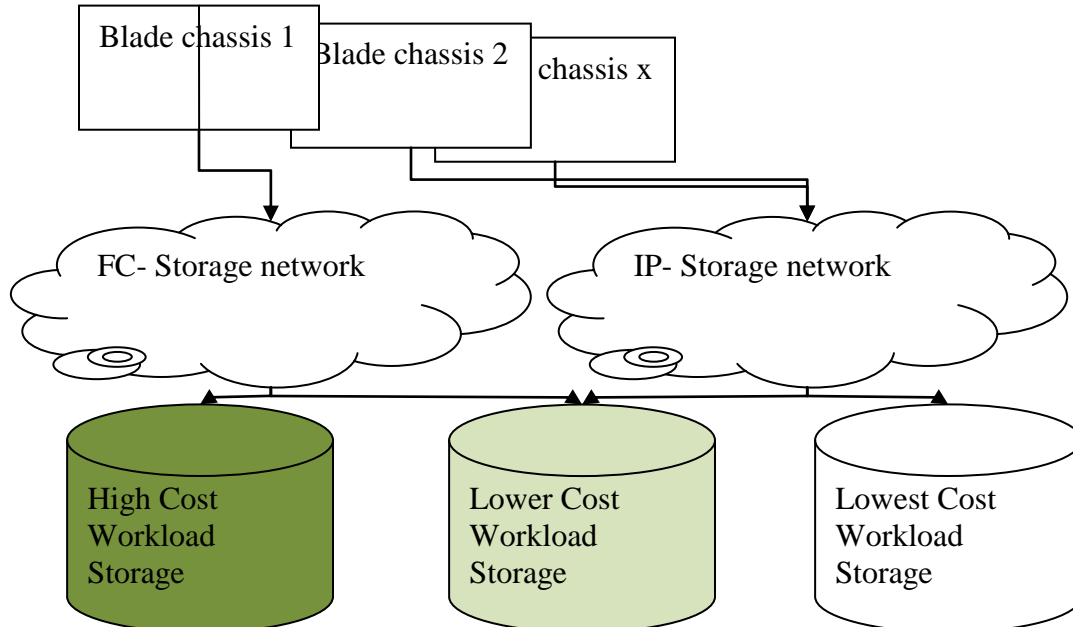 Blade chassis 1
Blade chassis 2
chassis x
FC- Storage network
IP- Storage network
High Cost
Workload
Storage
Lower Cost
Workload
Storage
Lowest Cost
Workload
Storage